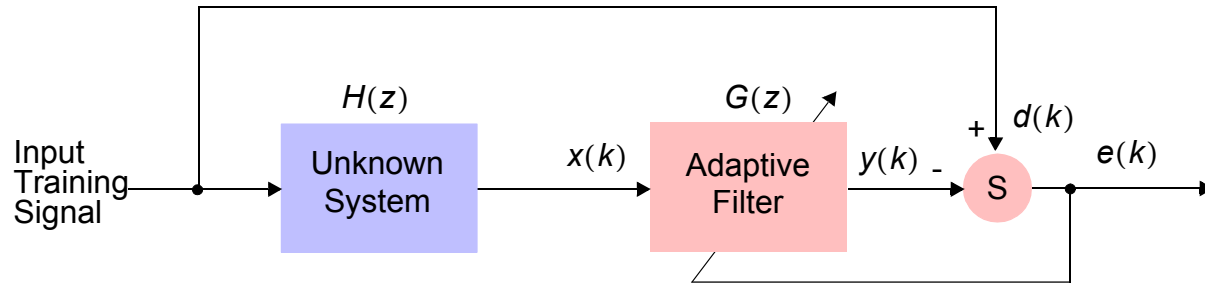 H(z)
G(z)
+
d(k)
Input
Training
Signal
Unknown
System
x(k)
Adaptive
Filter
y(k)
-
S
e(k)